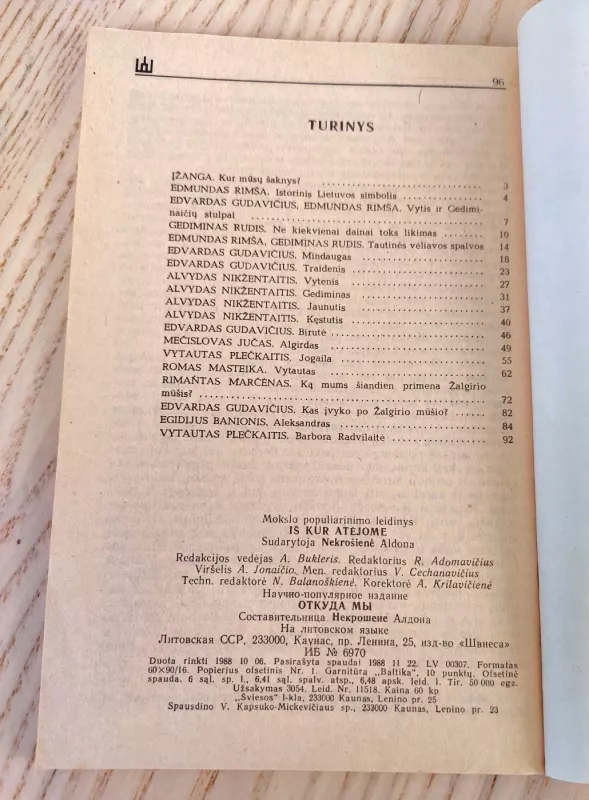 96
TURINYS
ĮŽANGA. Kur mūsų šaknys? . . . . . . . . . . 3
EDMUNDAS RIMŠA. Istorinis Lietuvos simbolis . . . . . . . . . . 4
EDVARDAS GUDAVIČIUS, EDMUNDAS RIMŠA. Vytis ir Gedimi-
naičių stulpai . . . . . . . . . . 7
GEDIMINAS RUDIS. Ne kiekvienai dainai toks likimas . . . . . . . . . . 10
EDMUNDAS RIMŠA, GEDIMINAS RUDIS. Tautinės vėliavos spalvos 14
EDVARDAS GUDAVIČIUS. Mindaugas . . . . . . . . . . 18
EDVARDAS GUDAVIČIUS. Traidenis . . . . . . . . . . 23
ALVYDAS NIKŽENTAITIS. Vytenis . . . . . . . . . . 27
ALVYDAS NIKŽENTAITIS. Gediminas . . . . . . . . . . 31
ALVYDAS NIKŽENTAITIS. Jaunutis . . . . . . . . . . 37
ALVYDAS NIKŽENTAITIS. Kęstutis . . . . . . . . . . 40
EDVARDAS GUDAVIČIUS. Birutė . . . . . . . . . . 46
MEČISLOVAS JUČAS. Algirdas . . . . . . . . . . 49
VYTAUTAS PLEČKAITIS. Jogaila . . . . . . . . . . 55
ROMAS MASTEIKA. Vytautas . . . . . . . . . . 62
RIMANTAS MARČĖNAS. Ką mums šiandien primena Žalgirio
mūšis? . . . . . . . . . . 72
EDVARDAS GUDAVIČIUS. Kas įvyko po Žalgirio mūšio? . . . . . . 82
EGIDIJUS BANIONIS. Aleksandras . . . . . . . . . . 84
VYTAUTAS PLEČKAITIS. Barbora Radvilaitė . . . . . . . . . . 92
Mokslo populiarinimo leidinys
IŠ KUR ATĖJOME
Sudarytoja Nekrošienė Aldona
Redakcijos vedėjas A. Bukleris. Redaktorius R. Adomavičius
Viršelis A. Jonaičio. Men. redaktorius V. Cechanavičius
Techn. redaktorė N. Balanoškienė. Korektorė A. Krilavičienė
Научно-популярное издание
ОТКУДА МЫ
Составительница Некрошене Алдона
На литовском языке
Литовская ССР, 233000, Каунас, пр. Ленина, 25, изд-во «Швиеса»
ИБ № 6970
Duota rinkti 1988 10 06. Pasirašyta spaudai 1988 11 22. LV 00307. Formatas
60×90/16. Popierius ofsetinis Nr. 1. Garnitūra „Baltika", 10 punktų. Ofsetinė
spauda. 6 sąl. sp. l., 6,41 sąl. spalv. atsp., 6,48 apsk. leid. l. Tir. 50 000 egz.
Užsakymas 3054. Leid. Nr. 11518. Kaina 60 kp
„Šviesos" l-kla, 233000 Kaunas, Lenino pr. 25
Spausdino V. Kapsuko-Mickevičiaus sp., 233000 Kaunas, Lenino pr. 23